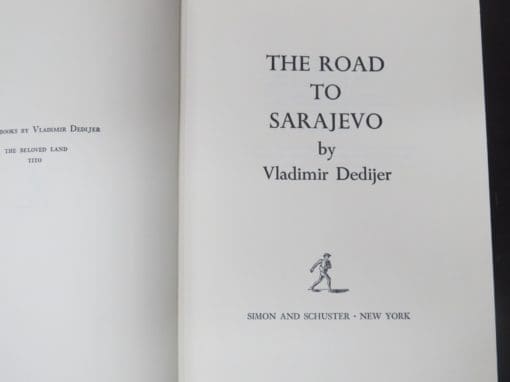 BOOKS BY VLADIMIR DEDIJER
THE BELOVED LAND
TITO
THE ROAD
TO
SARAJEVO
by
Vladimir Dedijer
SIMON AND SCHUSTER · NEW YORK